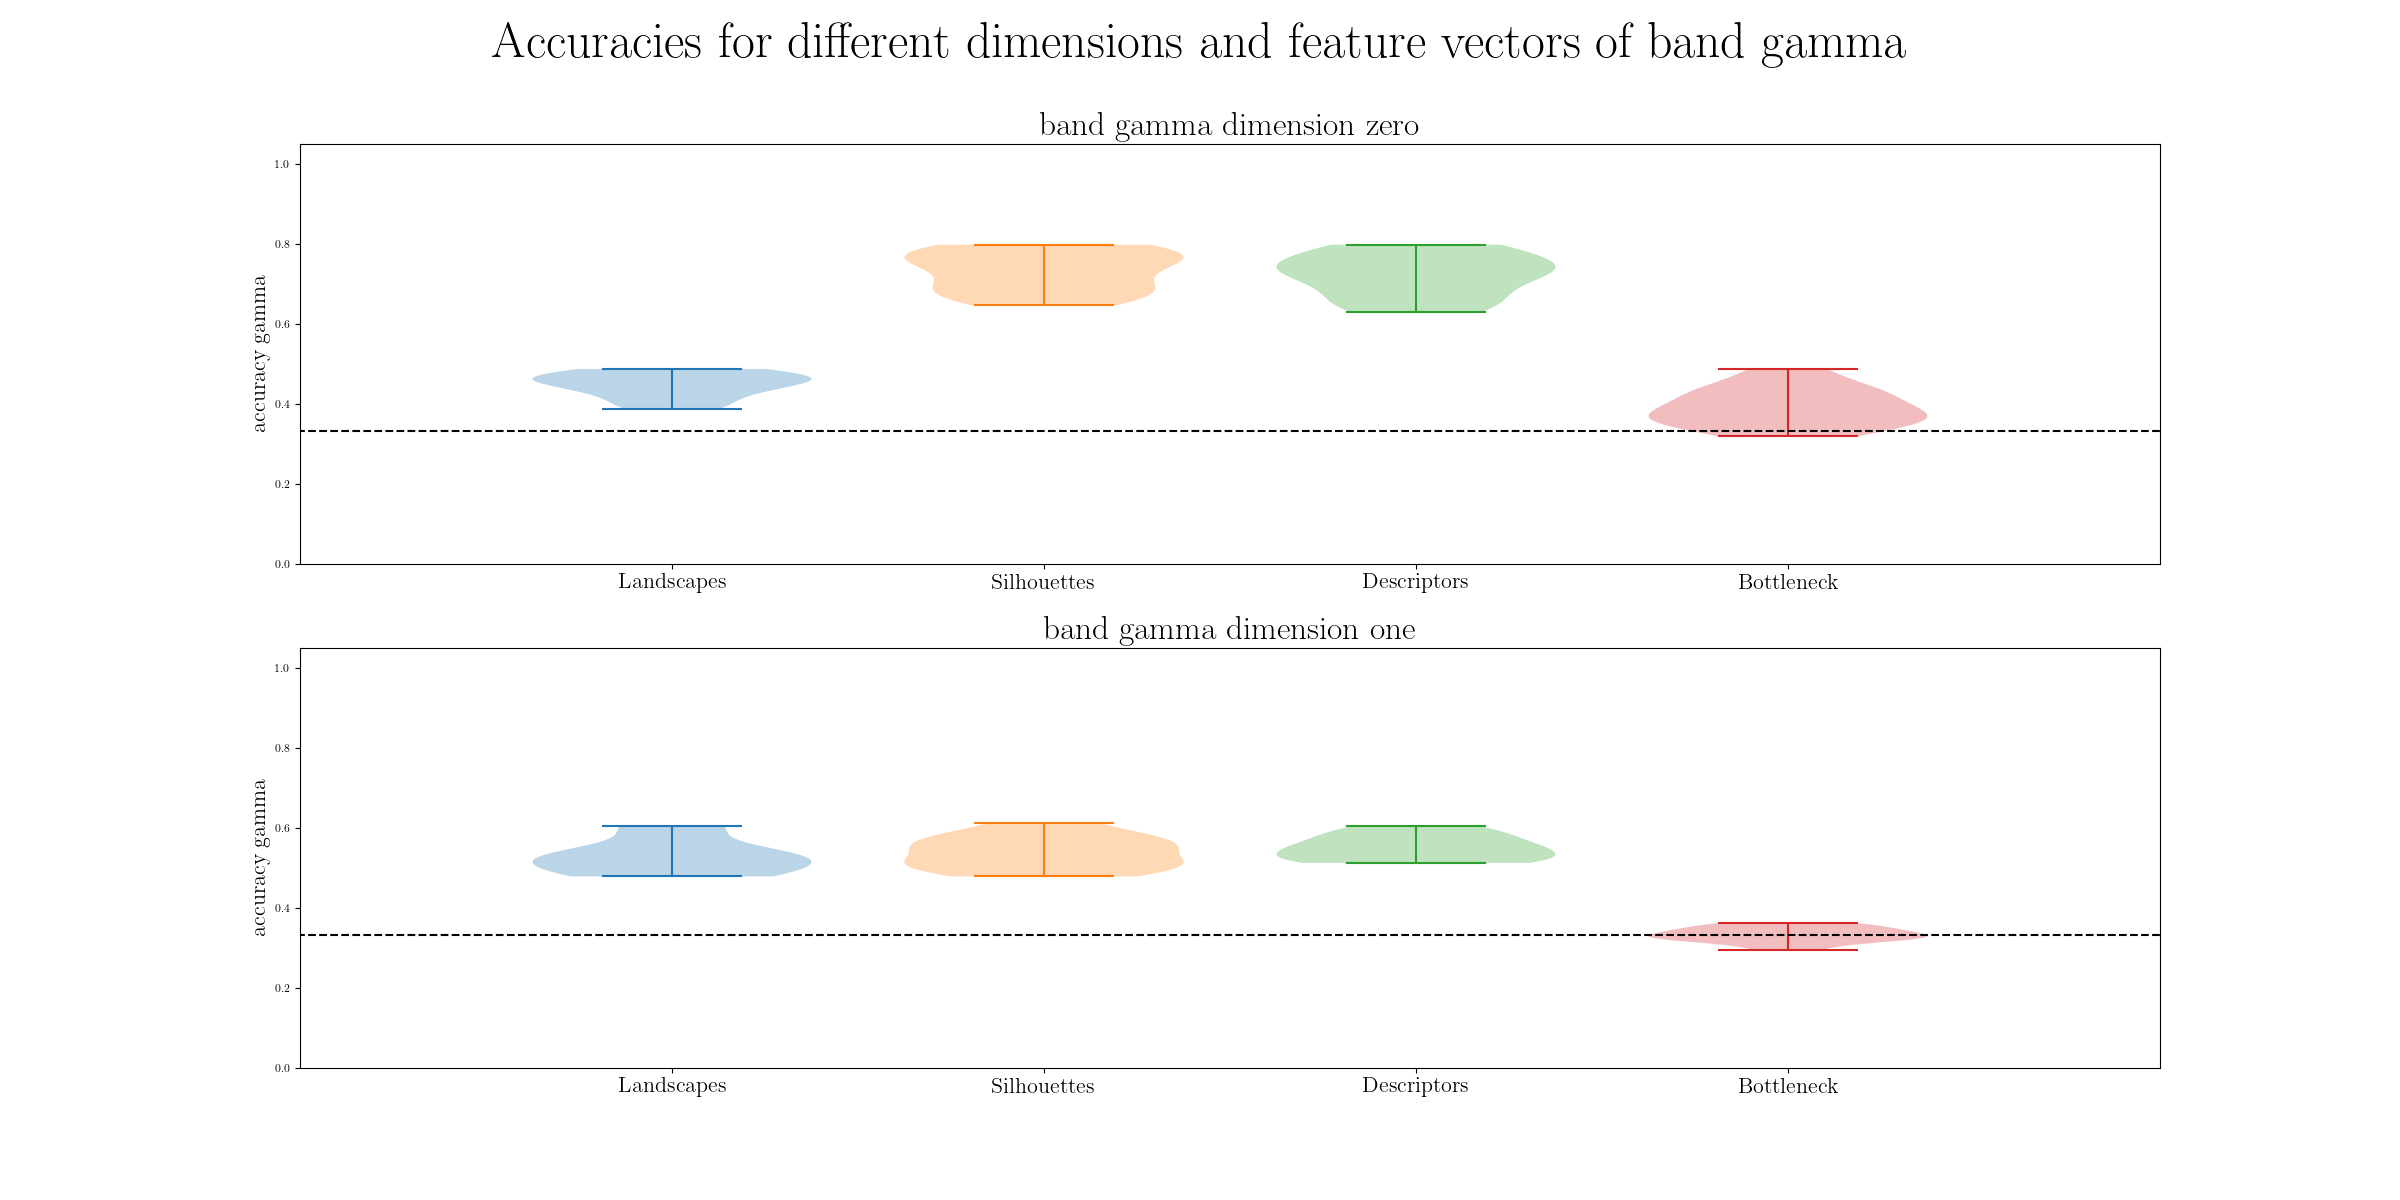 Accuracies for different dimensions and feature vectors of band gamma
band gamma dimension zero
1.0
0.8
0.6
0.4
0.2
0.0
accuracy gamma
Landscapes Silhouettes Descriptors Bottleneck
band gamma dimension one
1.0
0.8
0.6
0.4
0.2
0.0
accuracy gamma
Landscapes Silhouettes Descriptors Bottleneck